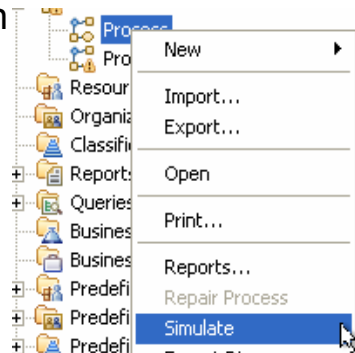 Process
New
Pro
Resour
Import...
Organiz
Export...
Classifi
Reports
Open
Queries
Print...
Busines
Busines
Reports...
Predefi
Repair Process
Predefi
Simulate
Predefi